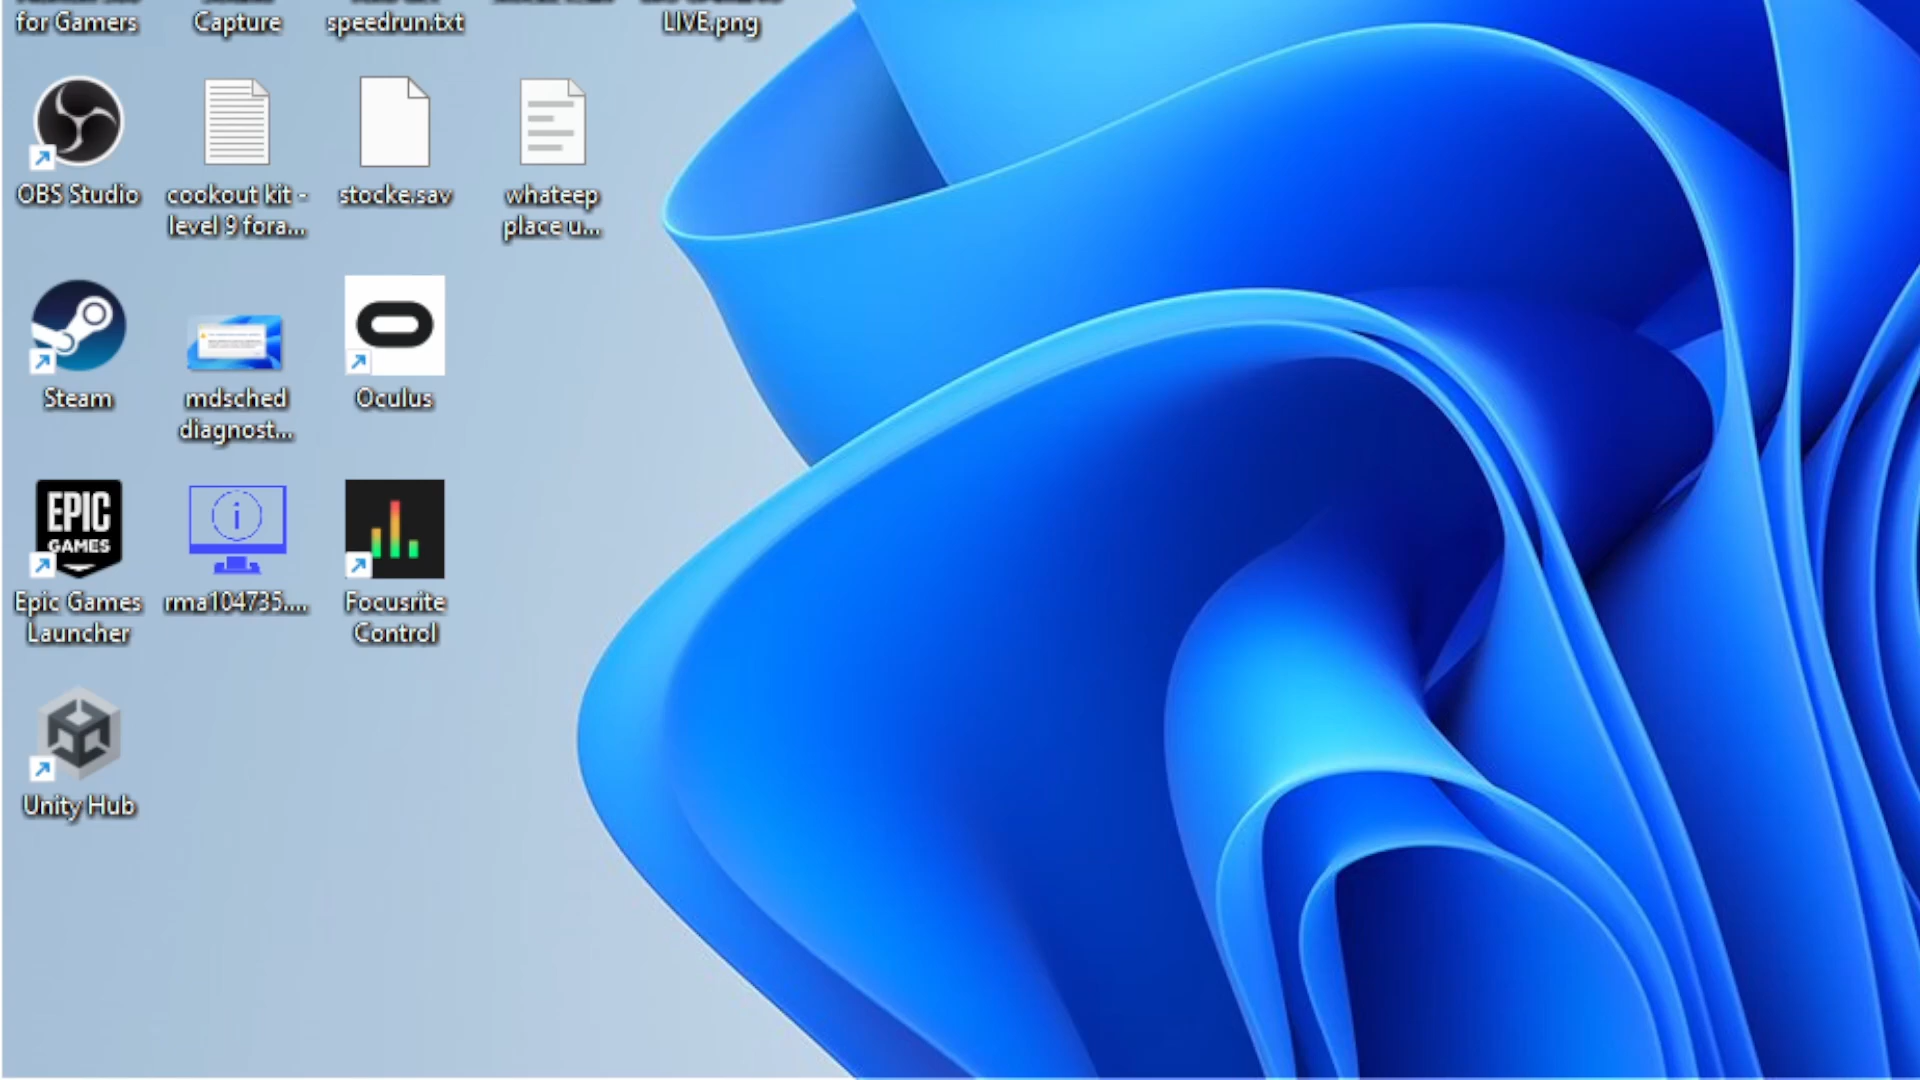 for Gamers
Capture
speedrun.txt
LIVE.png
OBS Studio
cookout kit -
level 9 fora...
stocke.sav
whateep
place u...
Steam
mdsched
diagnost...
Oculus
EPIC
GAMES
Epic Games
Launcher
rma104735....
Focusrite
Control
Unity Hub